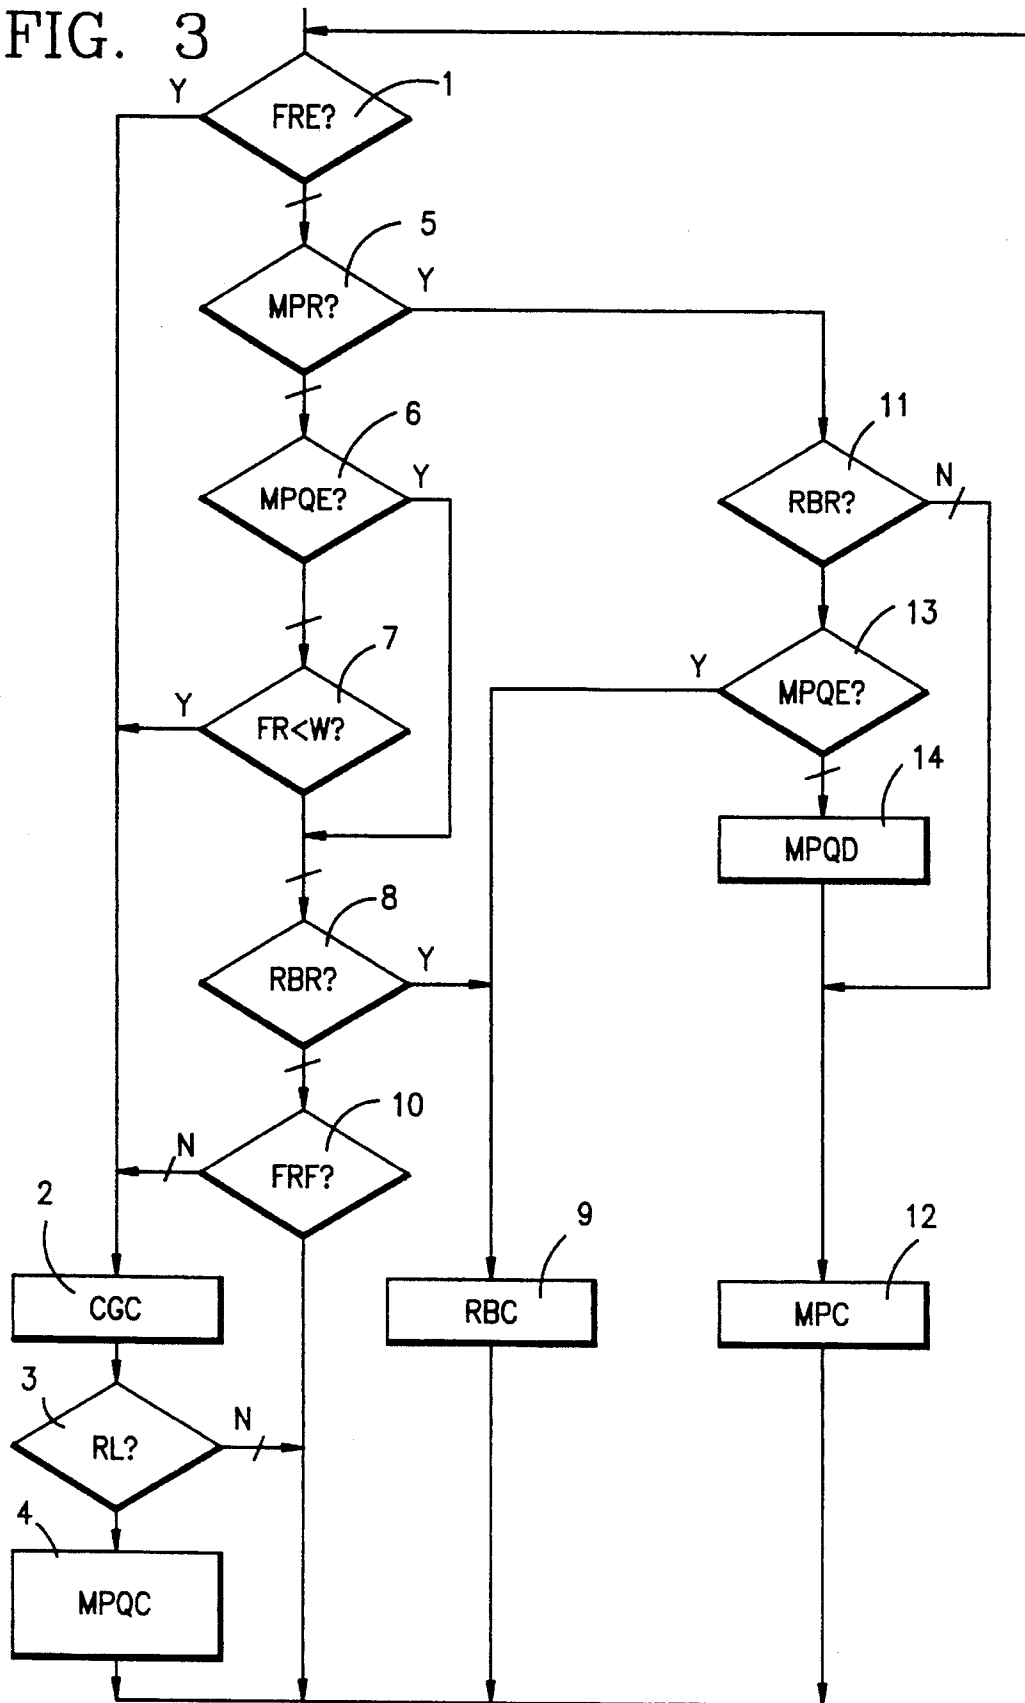 FIG. 3
Y
FRE?
1
5
MPR?
Y
6
MPQE?
Y
11
RBR?
N
7
Y
FR<W?
13
Y
MPQE?
14
MPQD
8
RBR?
Y
10
N
FRF?
2
CGC
9
RBC
12
MPC
3
RL?
N
4
MPQC